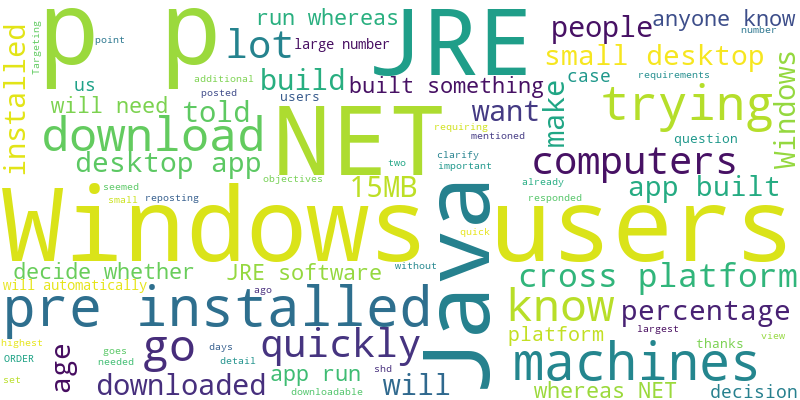 p p
JRE
run whereas
people
anyone know
number
installed
Targeting
point
lot
large number
small desktop
us
additional
build
built something
case
requirements
Windows
will need
posted
told
users
want
make
trying
download
NET
requiring
mentioned
question
desktop app
two
clarify
important
computers
objectives
15MB
already
seemed
small
reposting
responded
app built
Windows
Java
users
quick
decide whether
JRE software
without
cross platform
will automatically
ago
pre installed
know
percentage
highest
go
quickly
platform
largest
view
ORDER
age
goes
needed
days
detail
shd
machines
thanks
set
downloaded
app run
downloadable
will
whereas NET
decision